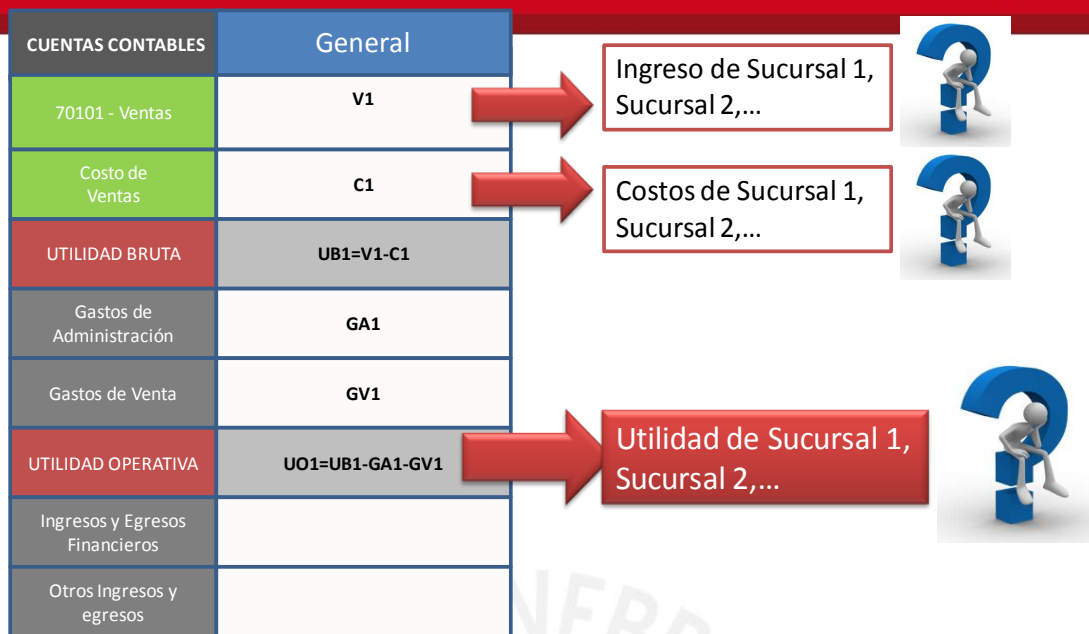 CUENTAS CONTABLES
General
70101 - Ventas
V1
Ingreso de Sucursal 1,
Sucursal 2,...
Costo de
Ventas
C1
Costos de Sucursal 1,
Sucursal 2,...
UTILIDAD BRUTA
UB1=V1-C1
Gastos de
Administración
GA1
Gastos de Venta
GV1
UTILIDAD OPERATIVA
UO1=UB1-GA1-GV1
Utilidad de Sucursal 1,
Sucursal 2,...
Ingresos y Egresos
Financieros
Otros Ingresos y
egresos